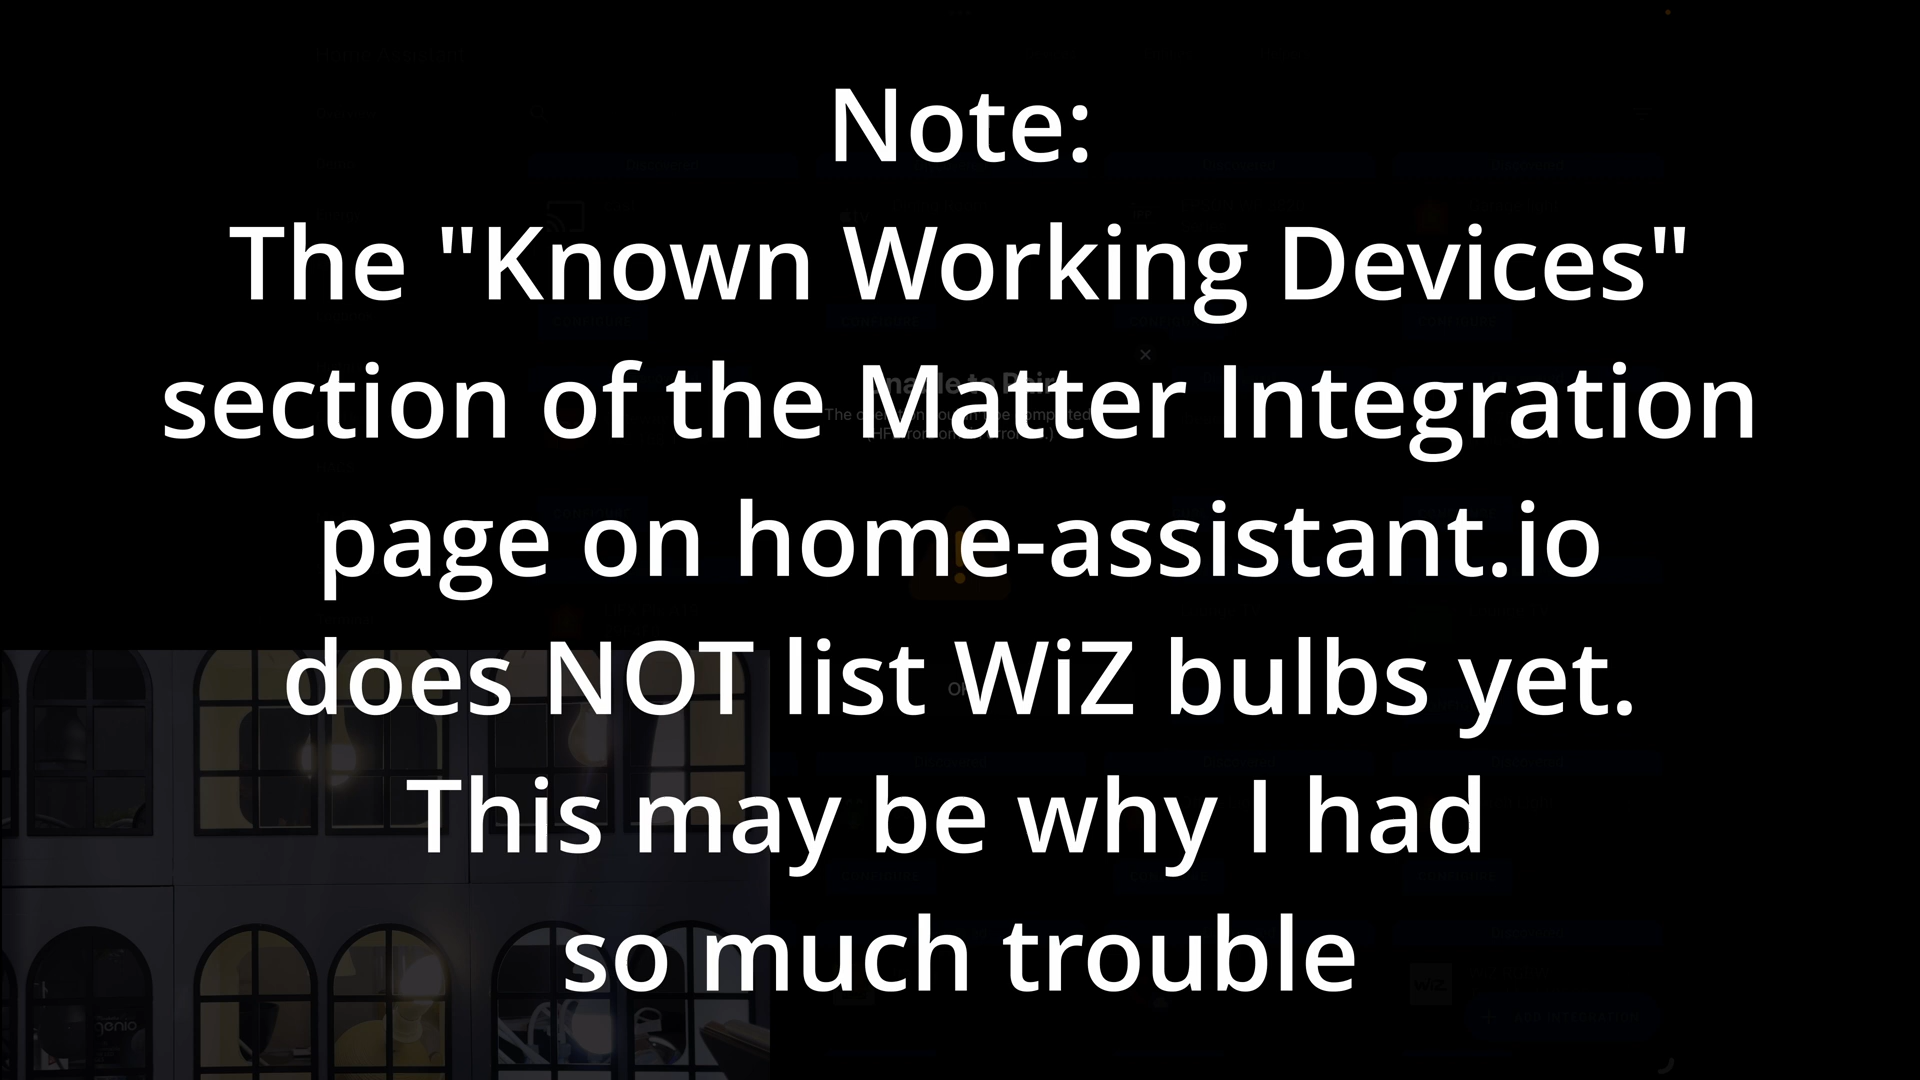 Note:
The "Known Working Devices"
section of the Matter Integration
page on home-assistant.io
does NOT list WiZ bulbs yet.
This may be why I had
so much trouble